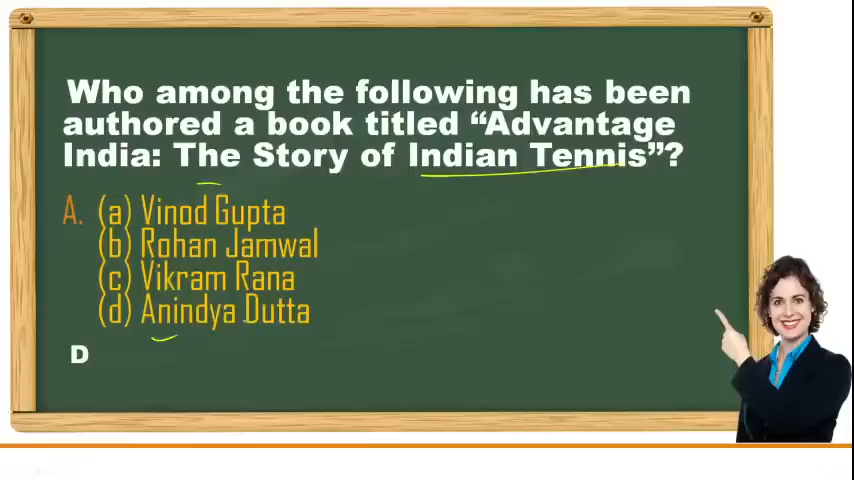 Who among the following has been
authored a book titled “Advantage
India: The Story of Indian Tennis”?
A. (a) Vinod Gupta
(b) Rohan Jamwal
(c) Vikram Rana
(d) Anindya Dutta
D